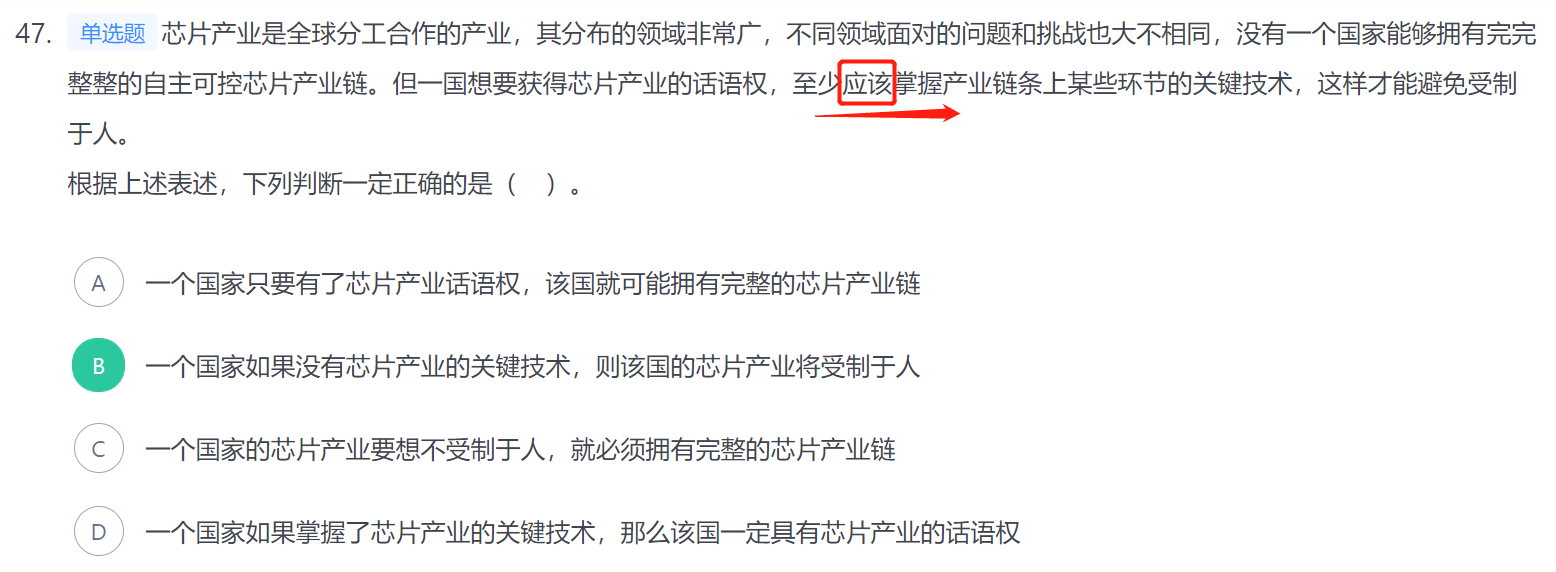 47. 单选题 芯片产业是全球分工合作的产业，其分布的领域非常广，不同领域面对的问题和挑战也大不相同，没有一个国家能够拥有完完
整整的自主可控芯片产业链。但一国想要获得芯片产业的话语权，至少应该掌握产业链条上某些环节的关键技术，这样才能避免受制
于人。
根据上述表述，下列判断一定正确的是（ ）。
A 一个国家只要有了芯片产业话语权，该国就可能拥有完整的芯片产业链
B 一个国家如果没有芯片产业的关键技术，则该国的芯片产业将受制于人
C 一个国家的芯片产业要想不受制于人，就必须拥有完整的芯片产业链
D 一个国家如果掌握了芯片产业的关键技术，那么该国一定具有芯片产业的话语权